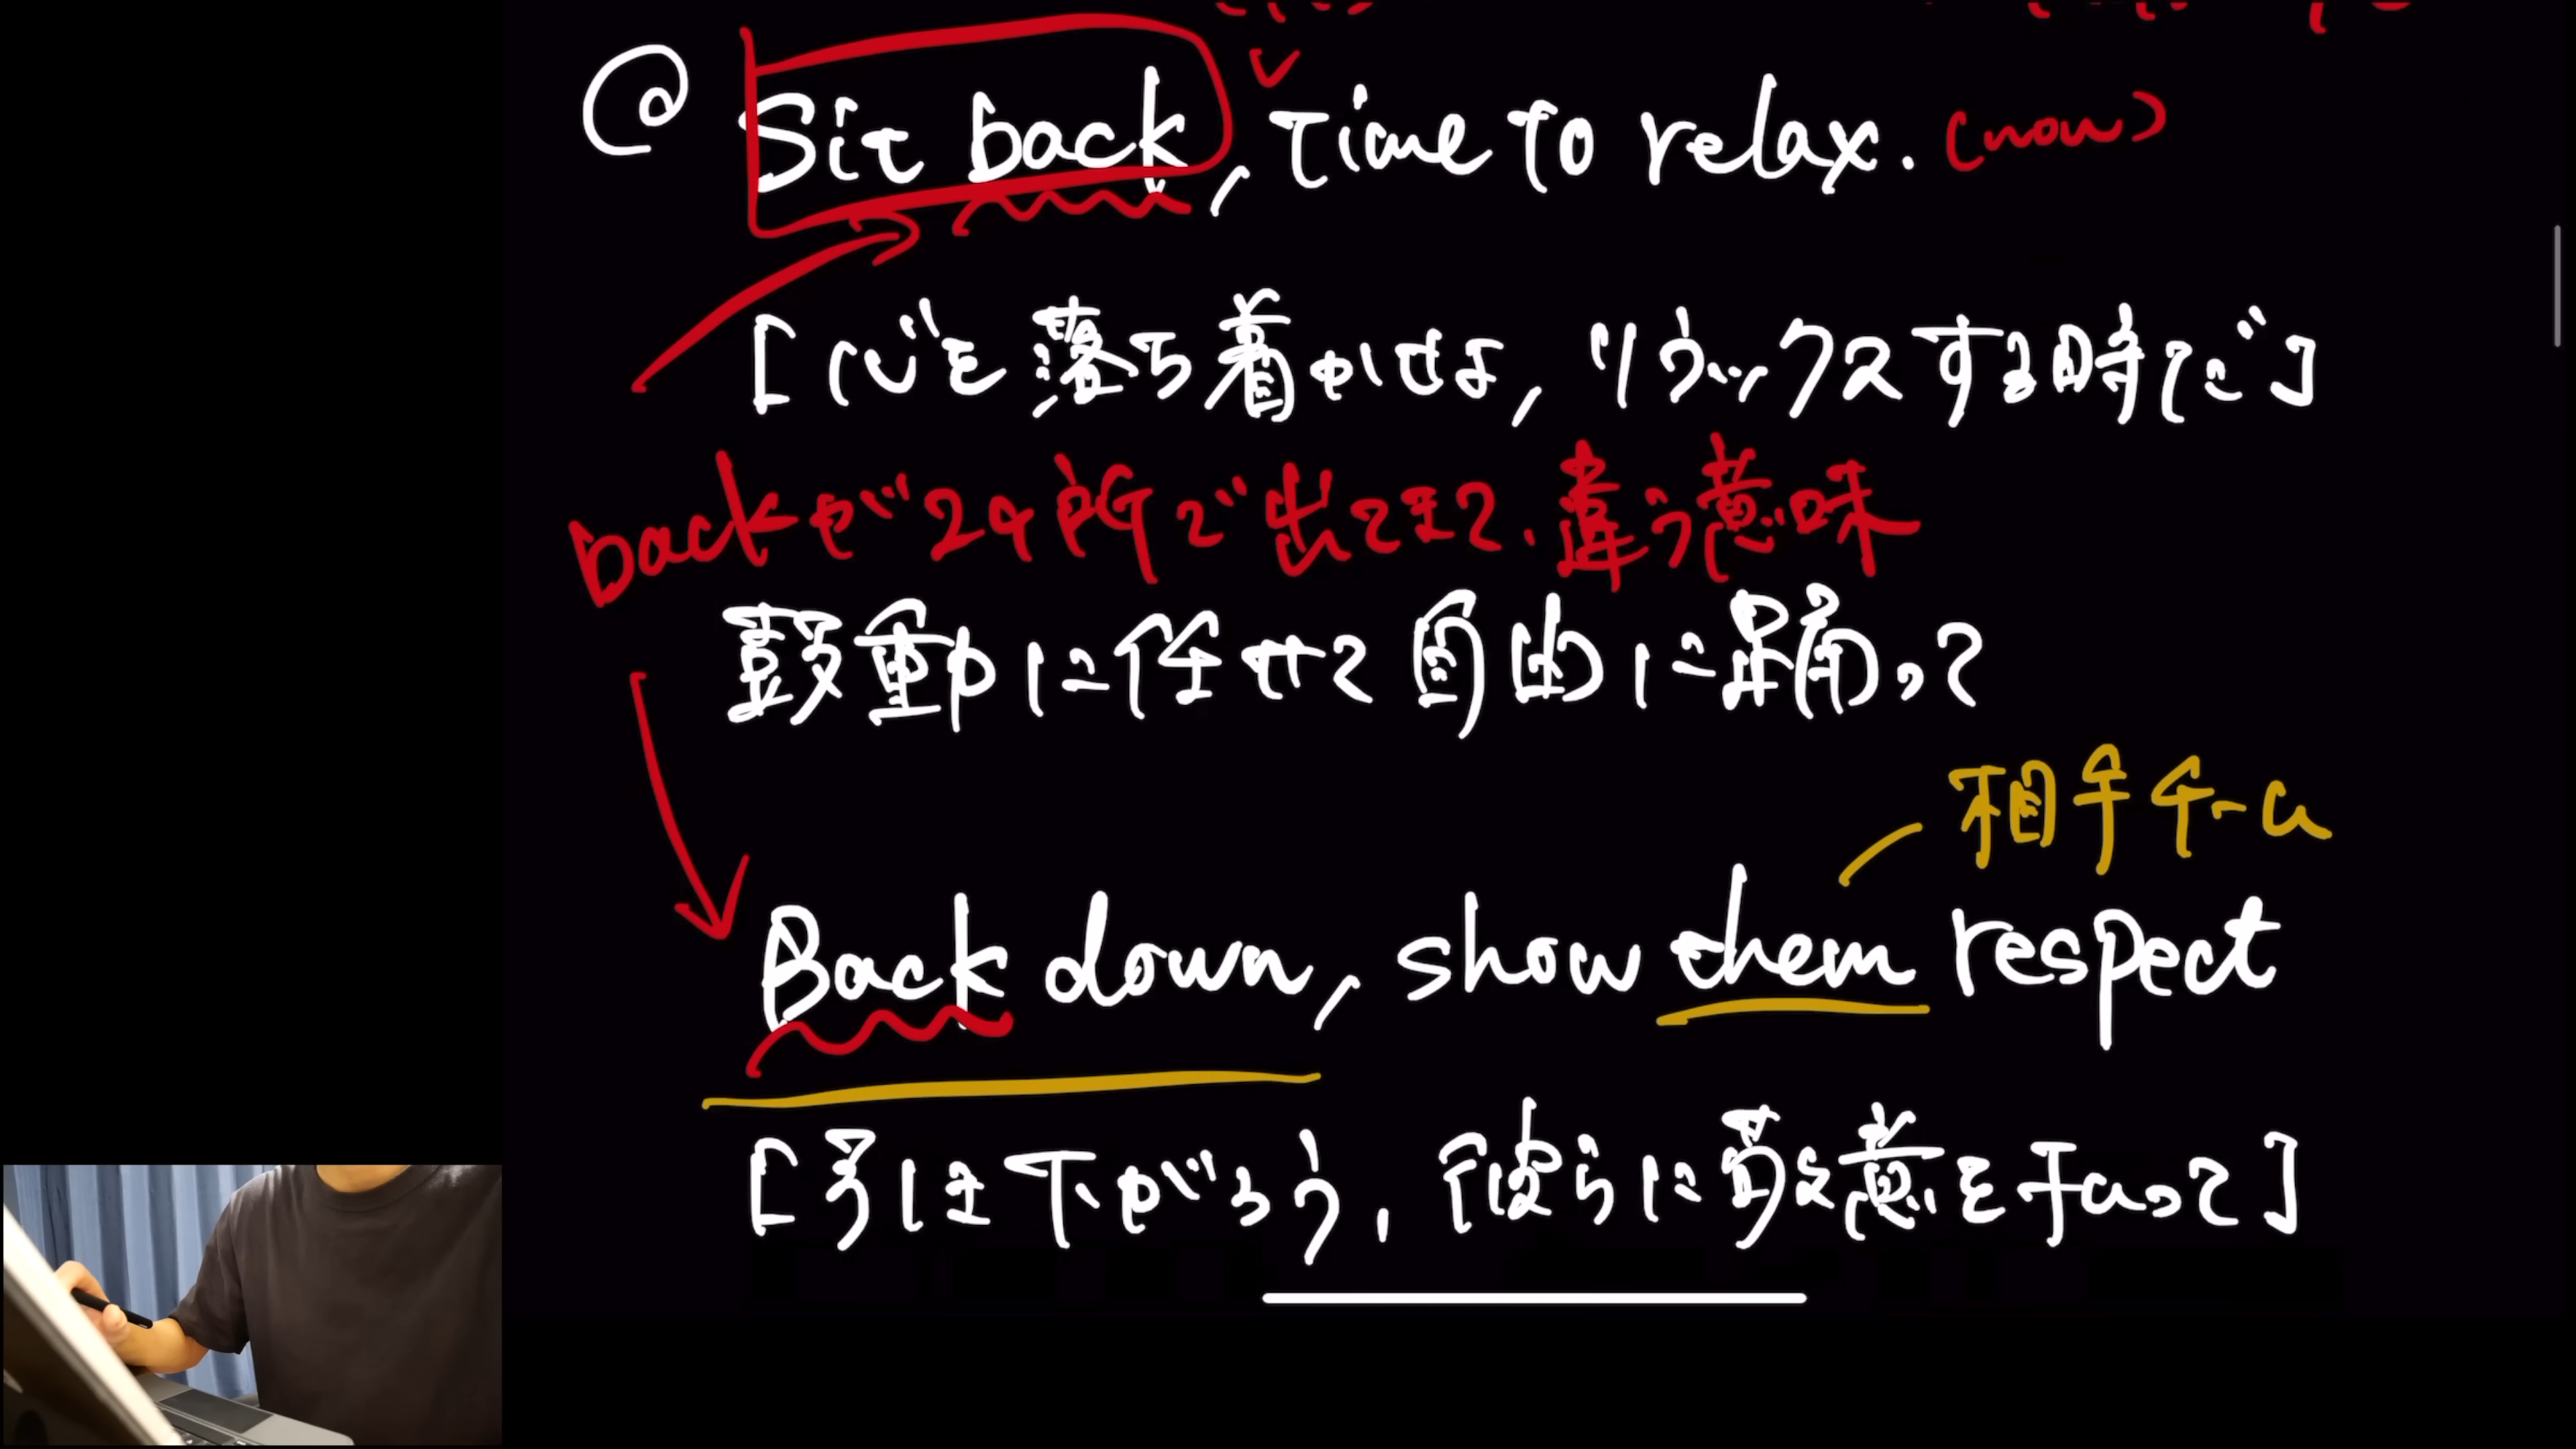 @ Sit back, time to relax. (now)
[心を落ち着かせよ, リラックスする時だ]
backが2ヶ所で出てきて、違う意味
鼓動に任せて自由に踊って
相手チーム
Back down, show them respect
[引き下がろう, 彼らに敬意を払って]